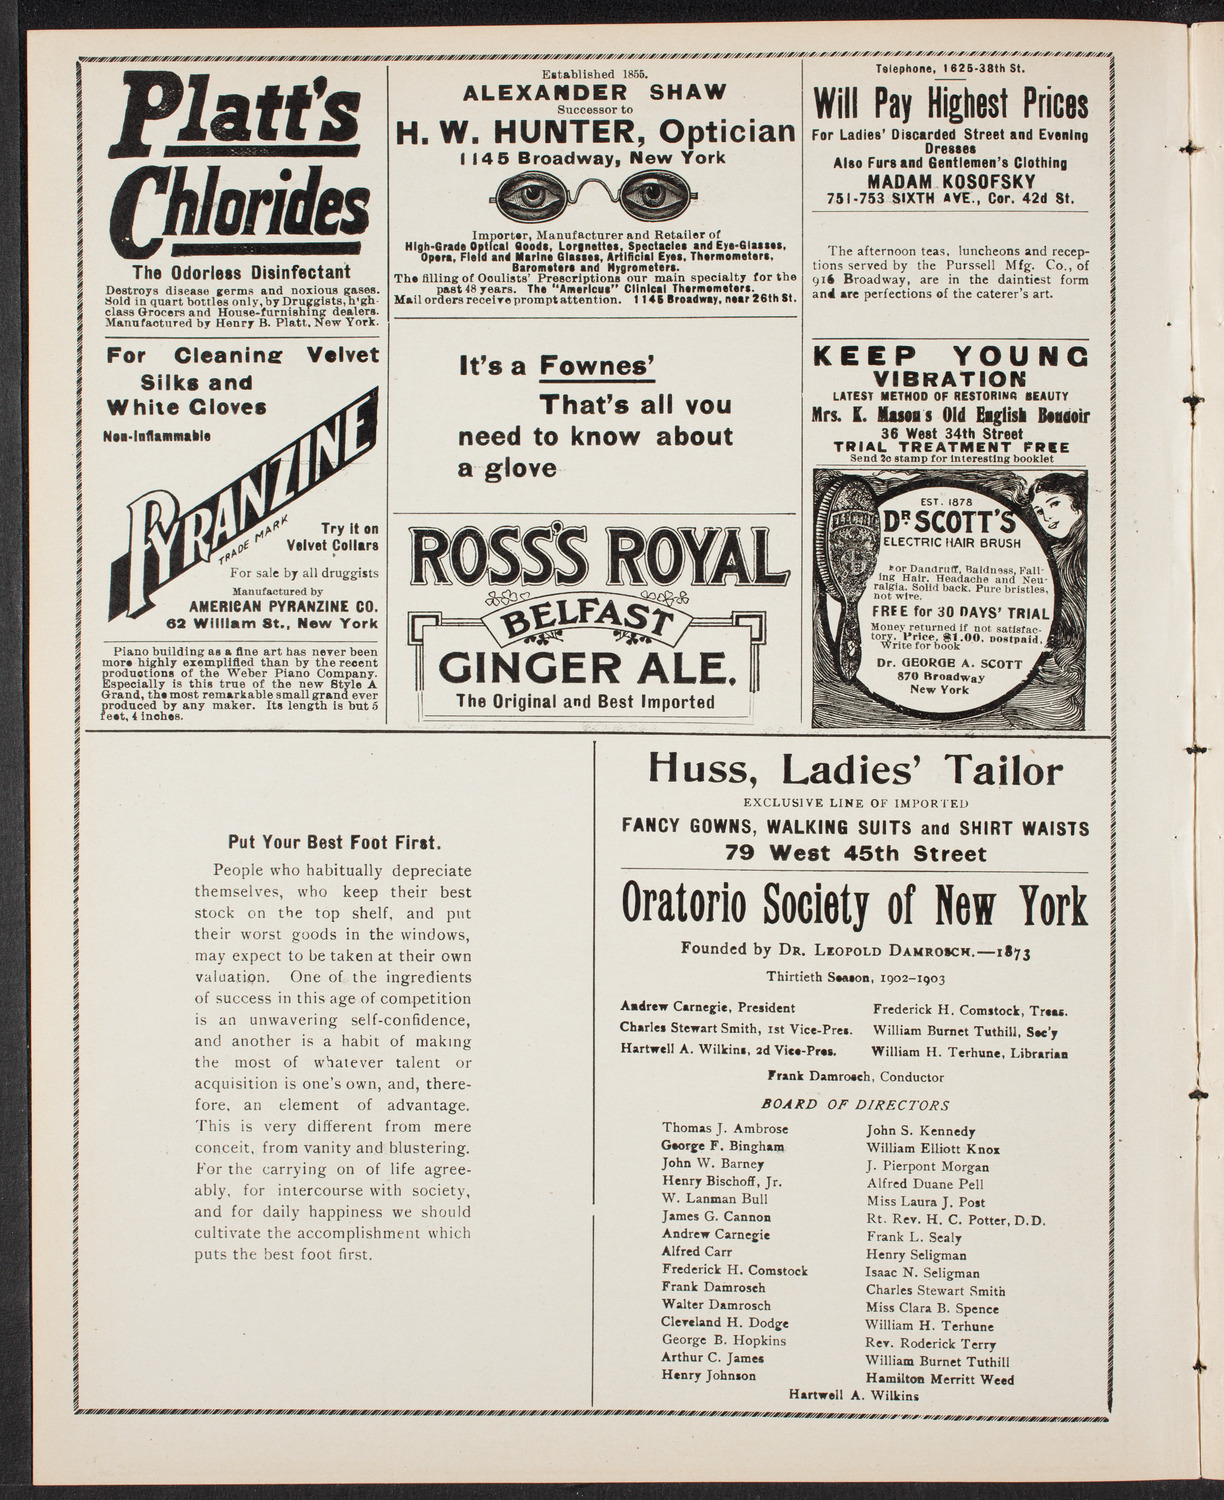 Platt's
Chlorides
The Odorless Disinfectant
Destroys disease germs and noxious gases.
Sold in quart bottles only, by Druggists, high-
class Grocers and House-furnishing dealers.
Manufactured by Henry B. Platt, New York.
For Cleaning Velvet
Silks and
White Gloves
Non-Inflammable
PYRANZINE
TRADE MARK
Try it on
Velvet Collars
For sale by all druggists
Manufactured by
AMERICAN PYRANZINE CO.
62 William St., New York
Piano building as a fine art has never been
more highly exemplified than by the recent
productions of the Weber Piano Company.
Especially is this true of the new Style A
Grand, the most remarkable small grand ever
produced by any maker. Its length is but 5
feet, 4 inches.
Established 1855.
ALEXANDER SHAW
Successor to
H. W. HUNTER, Optician
1145 Broadway, New York
Importer, Manufacturer and Retailer of
High-Grade Optical Goods, Lorgnettes, Spectacles and Eye-Glasses,
Opera, Field and Marine Glasses, Artificial Eyes, Thermometers,
Barometers and Hygrometers.
The filling of Oculists' Prescriptions our main specialty for the
past 48 years. The "Americus" Clinical Thermometers.
Mail orders receive prompt attention. 1145 Broadway, near 26th St.
It's a Fownes'
That's all you
need to know about
a glove
ROSS'S ROYAL
BELFAST
GINGER ALE.
The Original and Best Imported
Telephone, 1625-38th St.
Will Pay Highest Prices
For Ladies' Discarded Street and Evening
Dresses
Also Furs and Gentlemen's Clothing
MADAM KOSOFSKY
751-753 SIXTH AVE., Cor. 42d St.
The afternoon teas, luncheons and recep-
tions served by the Purssell Mfg. Co., of
916 Broadway, are in the daintiest form
and are perfections of the caterer's art.
KEEP YOUNG
VIBRATION
LATEST METHOD OF RESTORING BEAUTY
Mrs. K. Mason's Old English Boudoir
36 West 34th Street
TRIAL TREATMENT FREE
Send 2c stamp for interesting booklet
ELECTRIC
EST. 1878
DR. SCOTT'S
ELECTRIC HAIR BRUSH
For Dandruff, Baldness, Fall-
ing Hair, Headache and Neu-
ralgia. Solid back. Pure bristles,
not wire.
FREE for 30 DAYS' TRIAL
Money returned if not satisfac-
tory. Price, $1.00, postpaid.
Write for book
Dr. GEORGE A. SCOTT
870 Broadway
New York
Put Your Best Foot First.
People who habitually depreciate
themselves, who keep their best
stock on the top shelf, and put
their worst goods in the windows,
may expect to be taken at their own
valuation. One of the ingredients
of success in this age of competition
is an unwavering self-confidence,
and another is a habit of making
the most of whatever talent or
acquisition is one's own, and, there-
fore, an element of advantage.
This is very different from mere
conceit, from vanity and blustering.
For the carrying on of life agree-
ably, for intercourse with society,
and for daily happiness we should
cultivate the accomplishment which
puts the best foot first.
Huss, Ladies' Tailor
EXCLUSIVE LINE OF IMPORTED
FANCY GOWNS, WALKING SUITS and SHIRT WAISTS
79 West 45th Street
Oratorio Society of New York
Founded by DR. LEOPOLD DAMROSCH.—1873
Thirtieth Season, 1902-1903
Andrew Carnegie, President
Charles Stewart Smith, 1st Vice-Pres.
Hartwell A. Wilkins, 2d Vice-Pres.
Frederick H. Comstock, Treas.
William Burnet Tuthill, Sec'y
William H. Terhune, Librarian
Frank Damrosch, Conductor
BOARD OF DIRECTORS
Thomas J. Ambrose
George F. Bingham
John W. Barney
Henry Bischoff, Jr.
W. Lanman Bull
James G. Cannon
Andrew Carnegie
Alfred Carr
Frederick H. Comstock
Frank Damrosch
Walter Damrosch
Cleveland H. Dodge
George B. Hopkins
Arthur C. James
Henry Johnson
John S. Kennedy
William Elliott Knox
J. Pierpont Morgan
Alfred Duane Pell
Miss Laura J. Post
Rt. Rev. H. C. Potter, D.D.
Frank L. Sealy
Henry Seligman
Isaac N. Seligman
Charles Stewart Smith
Miss Clara B. Spence
William H. Terhune
Rev. Roderick Terry
William Burnet Tuthill
Hamilton Merritt Weed
Hartwell A. Wilkins